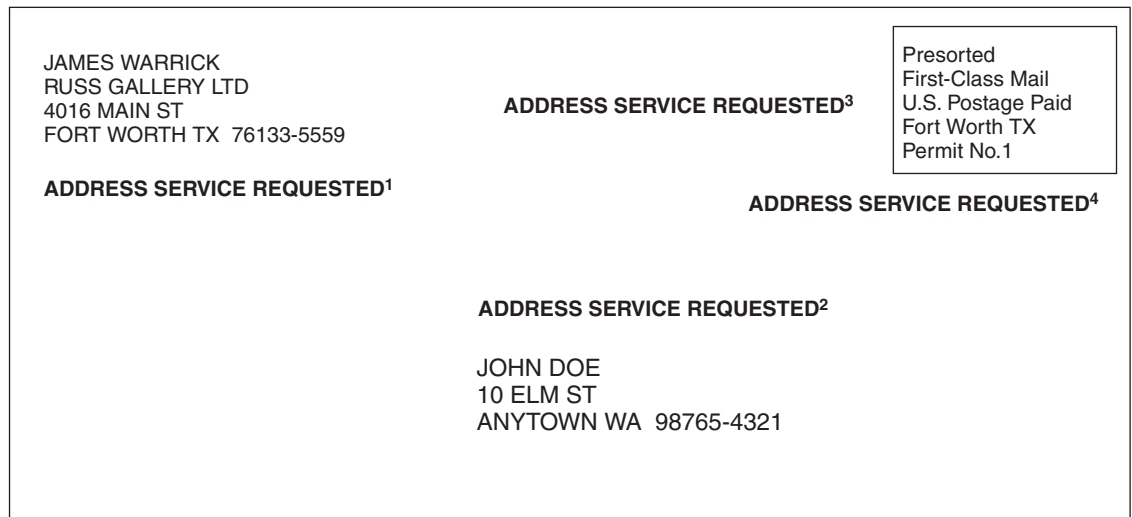 JAMES WARRICK
RUSS GALLERY LTD
4016 MAIN ST
FORT WORTH TX  76133-5559
ADDRESS SERVICE REQUESTED¹
ADDRESS SERVICE REQUESTED³
Presorted
First-Class Mail
U.S. Postage Paid
Fort Worth TX
Permit No.1
ADDRESS SERVICE REQUESTED⁴
ADDRESS SERVICE REQUESTED²
JOHN DOE
10 ELM ST
ANYTOWN WA  98765-4321